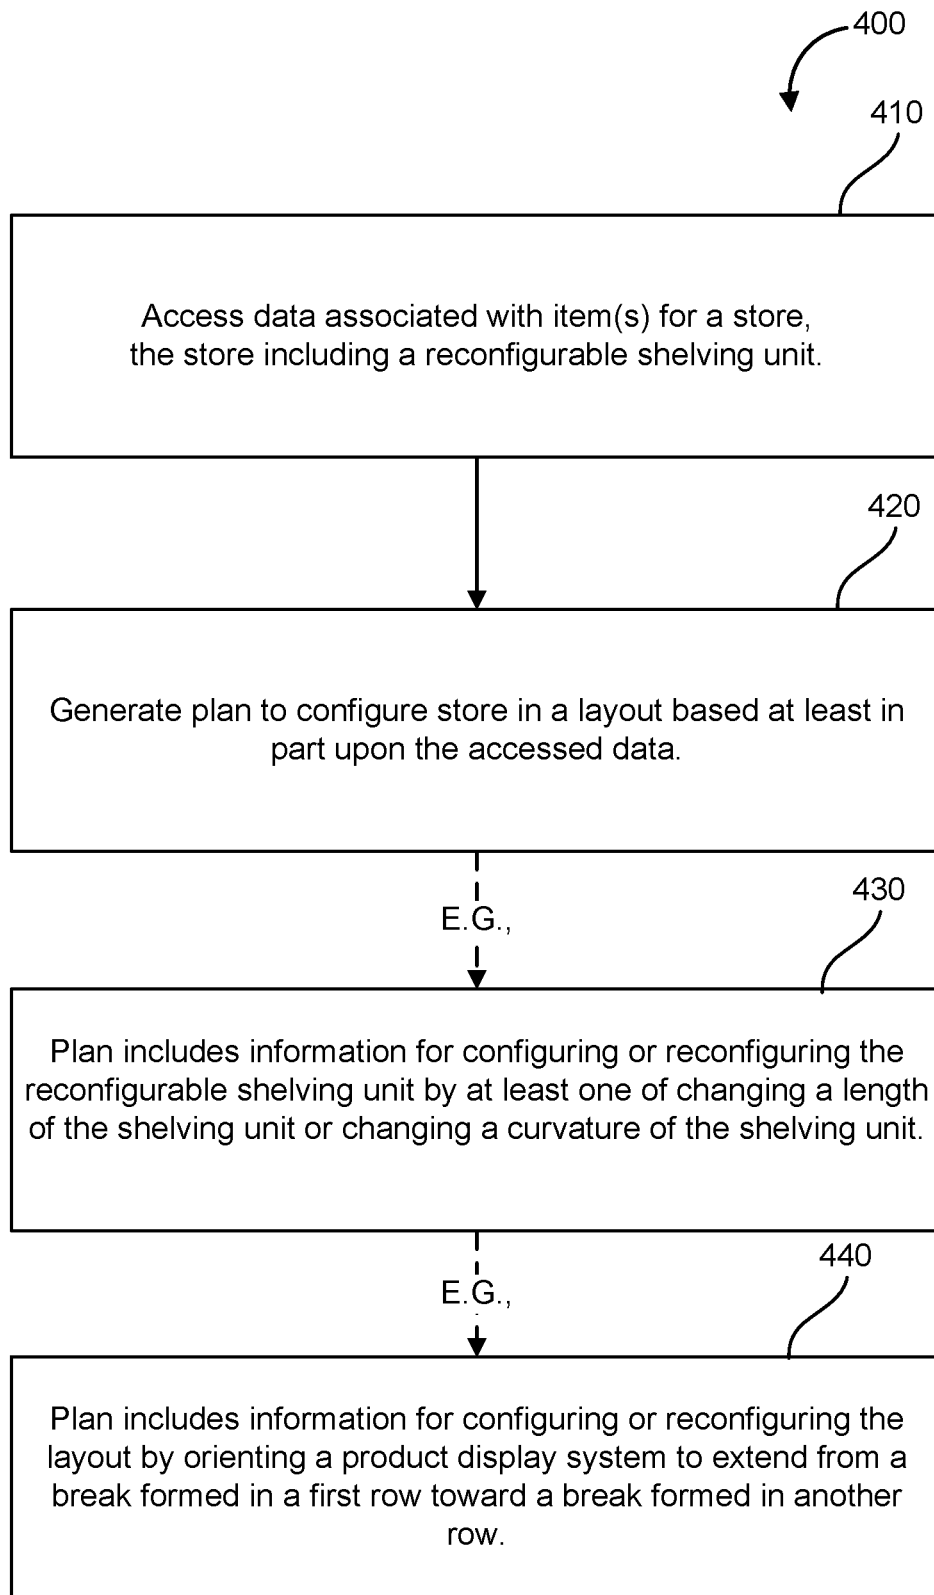 400
410
Access data associated with item(s) for a store,
the store including a reconfigurable shelving unit.
420
Generate plan to configure store in a layout based at least in
part upon the accessed data.
E.G.,
430
Plan includes information for configuring or reconfiguring the
reconfigurable shelving unit by at least one of changing a length
of the shelving unit or changing a curvature of the shelving unit.
E.G.,
440
Plan includes information for configuring or reconfiguring the
layout by orienting a product display system to extend from a
break formed in a first row toward a break formed in another
row.